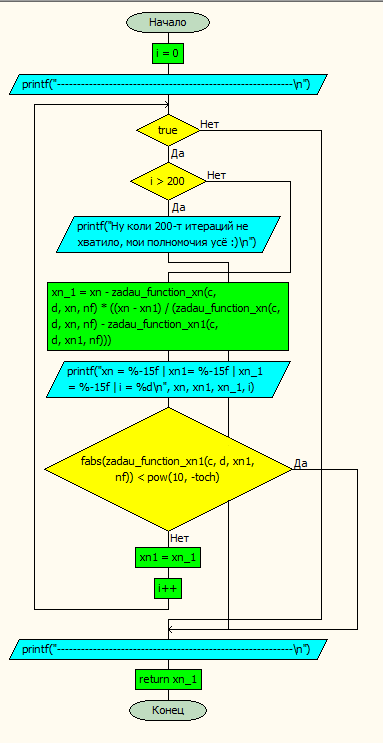 Начало
i = 0
printf("-----------------------------------------------------------\n")
true
Нет
Да
i > 200
Нет
Да
printf("Ну коли 200-т итераций не
хватило, мои полномочия усё :)\n")
xn_1 = xn - zadau_function_xn(c,
d, xn, nf) * ((xn - xn1) / (zadau_function_xn(c,
d, xn, nf) - zadau_function_xn1(c,
d, xn1, nf)))
printf("xn = %-15f | xn1= %-15f | xn_1
= %-15f | i = %d\n", xn, xn1, xn_1, i)
fabs(zadau_function_xn1(c, d, xn1,
nf)) < pow(10, -toch)
Да
Нет
xn1 = xn_1
i++
printf("-----------------------------------------------------------\n")
return xn_1
Конец